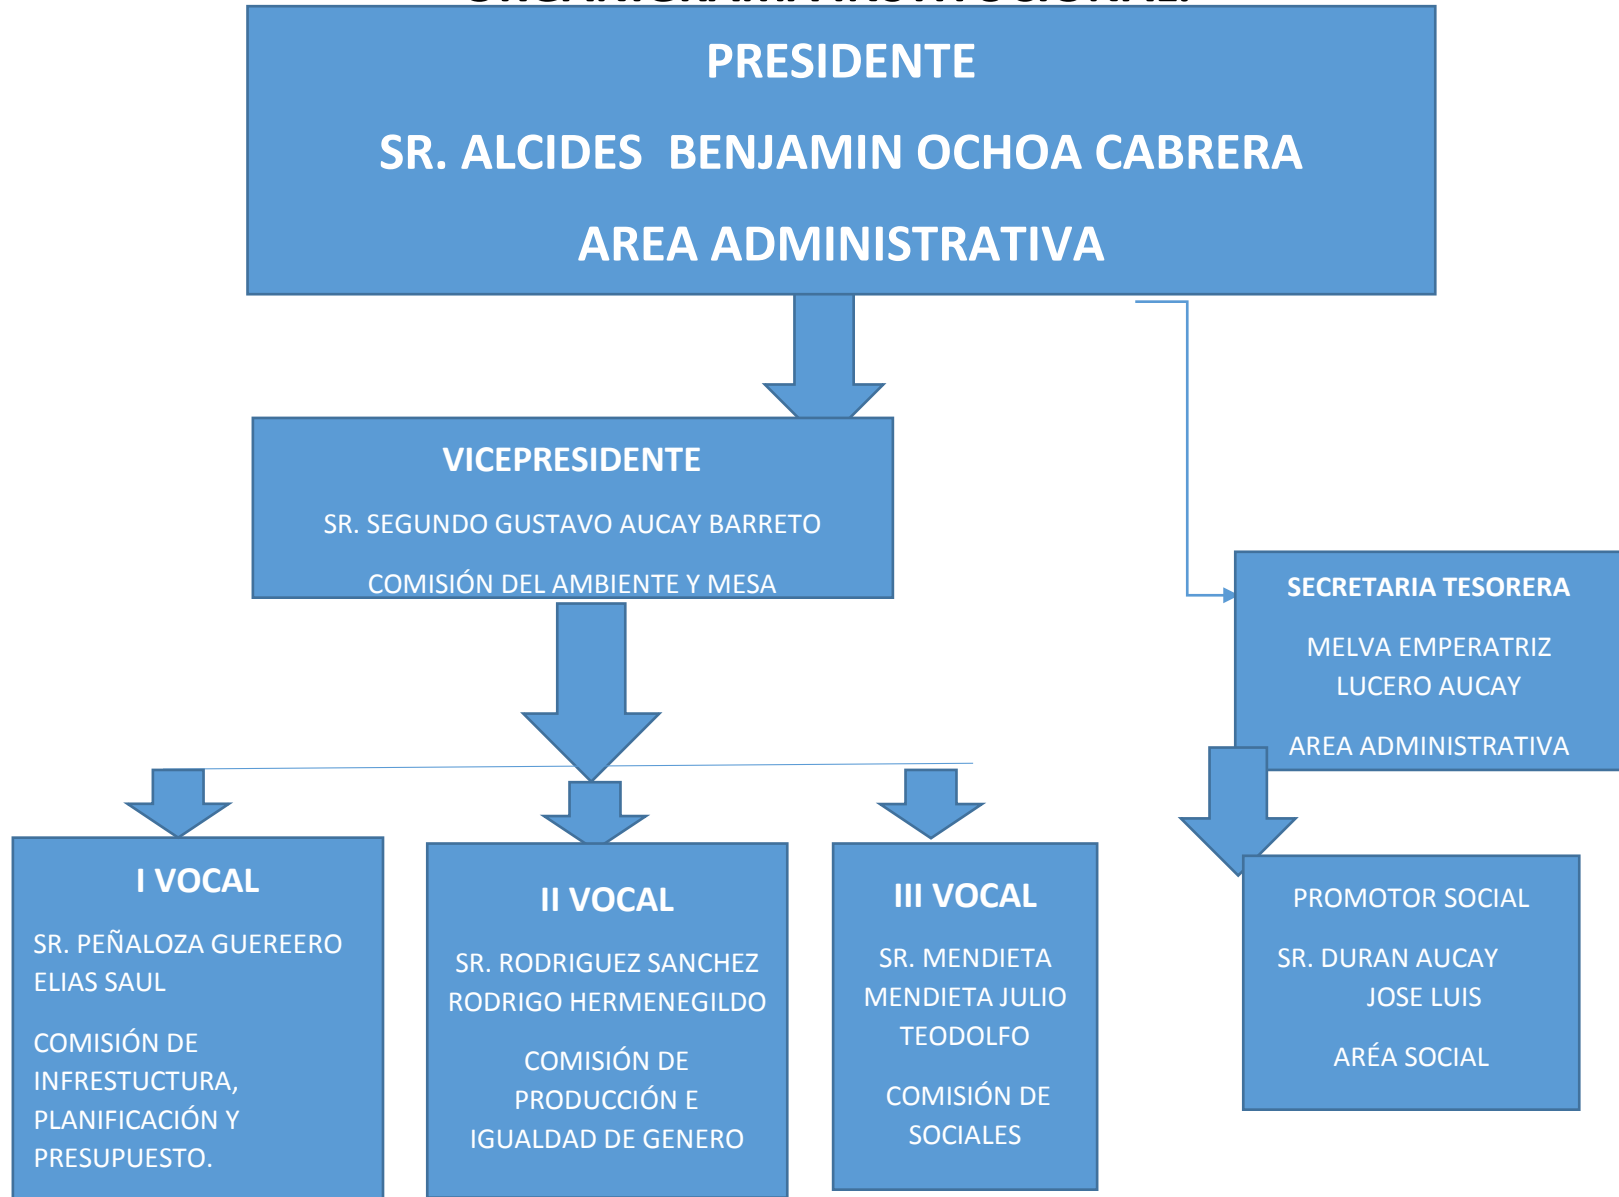 ORGANIGRAMA INSTITUCIONAL.
PRESIDENTE
SR. ALCIDES BENJAMIN OCHOA CABRERA
AREA ADMINISTRATIVA
VICEPRESIDENTE
SR. SEGUNDO GUSTAVO AUCAY BARRETO
COMISIÓN DEL AMBIENTE Y MESA
SECRETARIA TESORERA
MELVA EMPERATRIZ
LUCERO AUCAY
AREA ADMINISTRATIVA
I VOCAL
SR. PEÑALOZA GUEREERO
ELIAS SAUL
COMISIÓN DE
INFRESTUCTURA,
PLANIFICACIÓN Y
PRESUPUESTO.
II VOCAL
SR. RODRIGUEZ SANCHEZ
RODRIGO HERMENEGILDO
COMISIÓN DE
PRODUCCIÓN E
IGUALDAD DE GENERO
III VOCAL
SR. MENDIETA
MENDIETA JULIO
TEODOLFO
COMISIÓN DE
SOCIALES
PROMOTOR SOCIAL
SR. DURAN AUCAY
JOSE LUIS
ARÉA SOCIAL